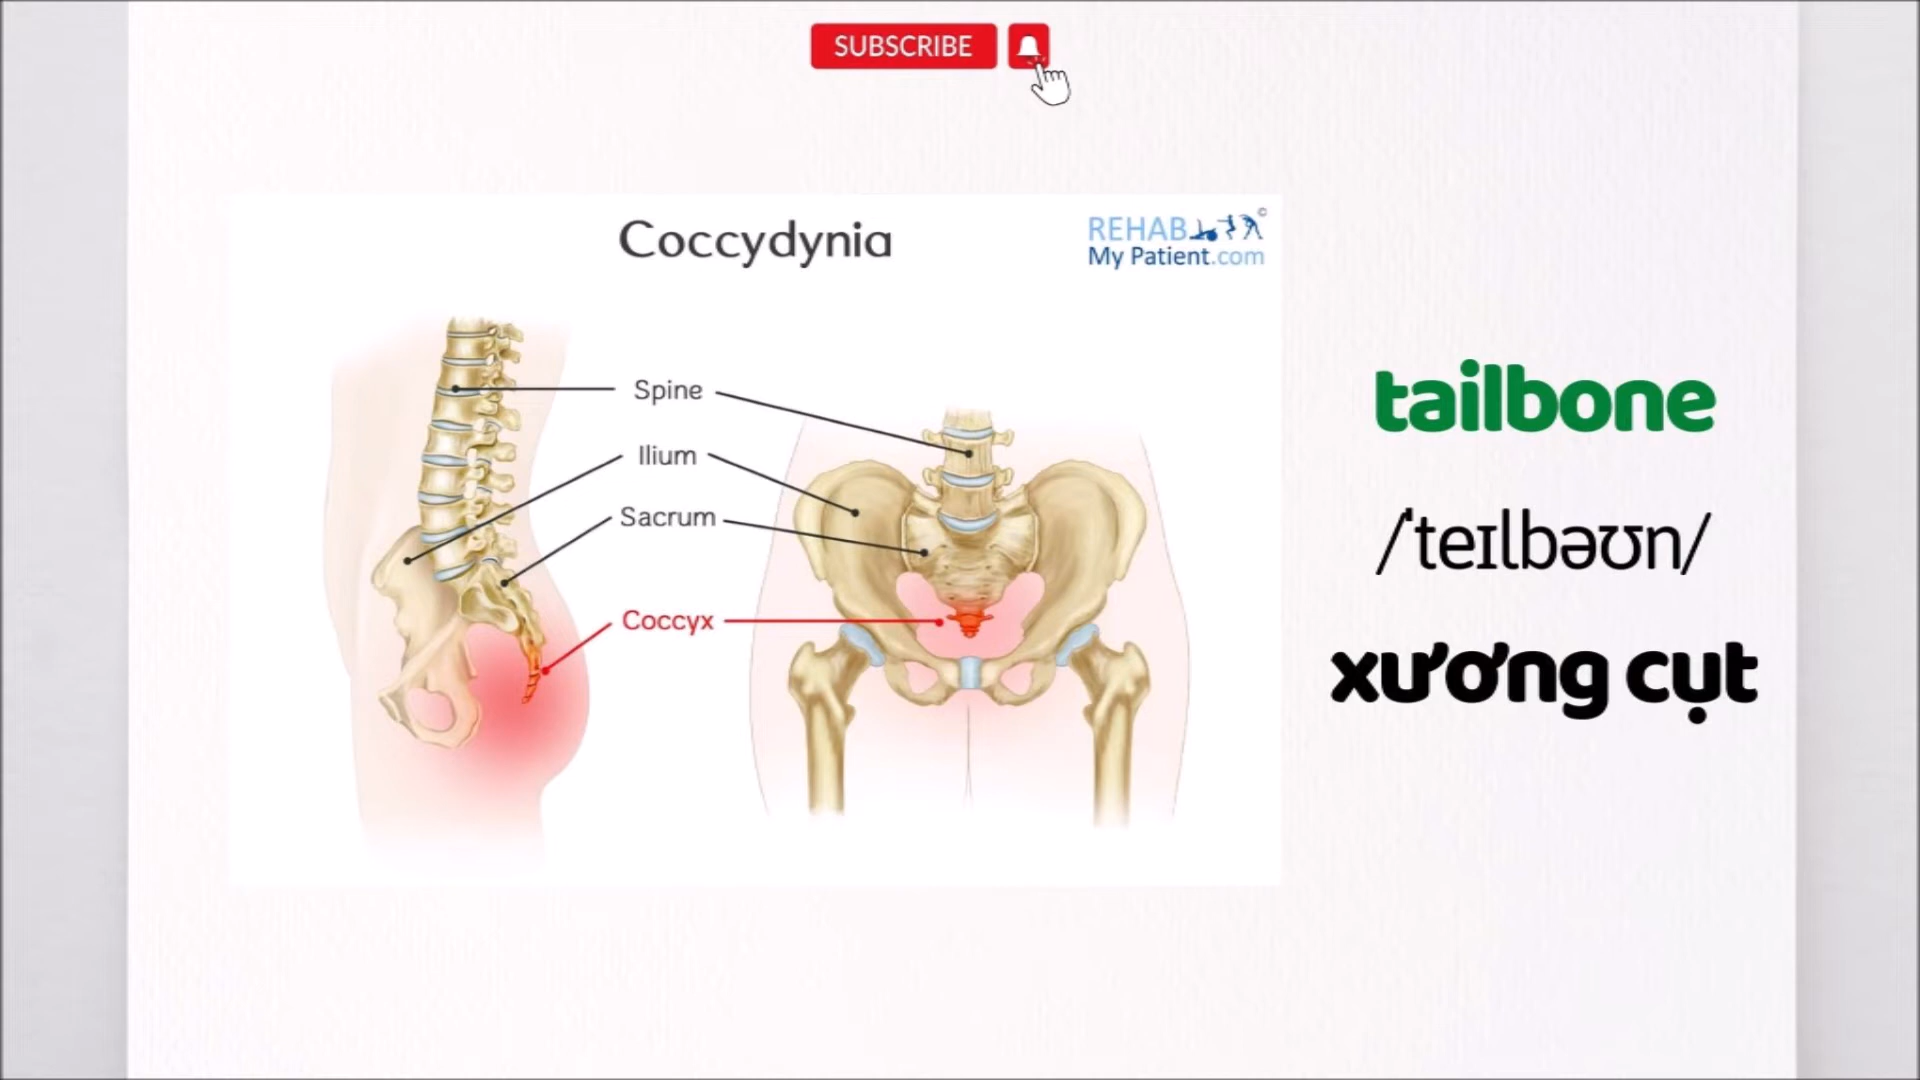 SUBSCRIBE
Coccydynia
REHAB
My Patient.com
©
Spine
Ilium
Sacrum
Coccyx
tailbone
/ˈteɪlbəʊn/
xương cụt